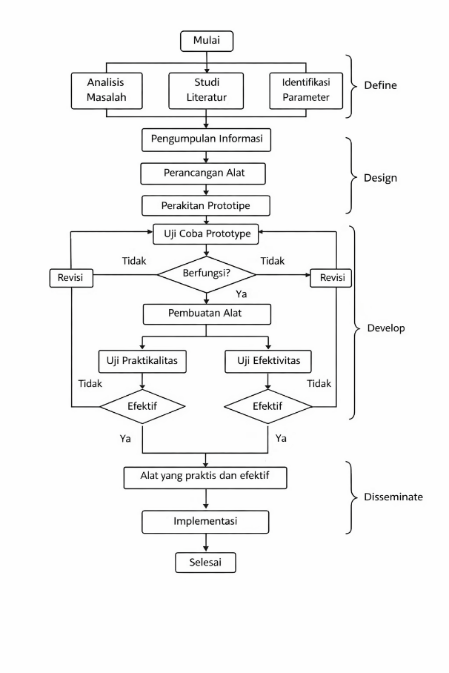 Mulai
Analisis
Masalah
Studi
Literatur
Identifikasi
Parameter
Define
Pengumpulan Informasi
Perancangan Alat
Design
Perakitan Prototipe
Uji Coba Prototype
Tidak
Tidak
Revisi
Berfungsi?
Revisi
Ya
Pembuatan Alat
Develop
Uji Praktikalitas
Uji Efektivitas
Tidak
Tidak
Efektif
Efektif
Ya
Ya
Alat yang praktis dan efektif
Disseminate
Implementasi
Selesai